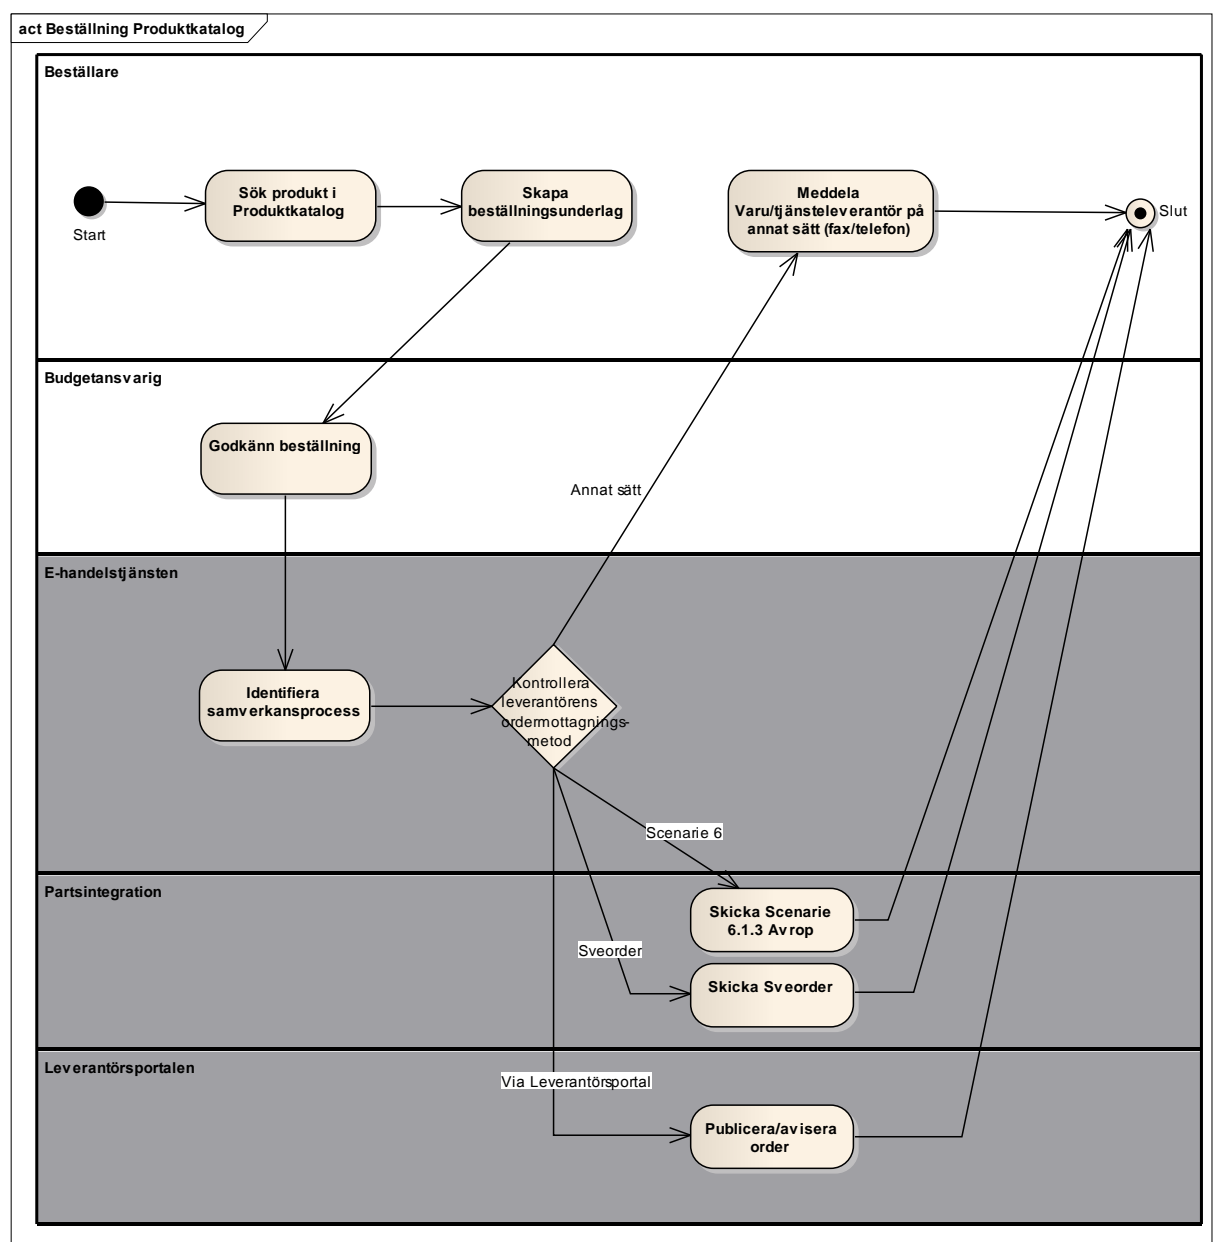 act Beställning Produktkatalog
Beställare
Start
Sök produkt i
Produktkatalog
Skapa
beställningsunderlag
Meddela
Varu/tjänsteleverantör på
annat sätt (fax/telefon)
Slut
Budgetansvarig
Godkänn beställning
Annat sätt
E-handelstjänsten
Identifiera
samverkansprocess
Kontrollera
leverantörens
ordermottagnings-
metod
Scenarie 6
Partsintegration
Skicka Scenarie
6.1.3 Avrop
Sveorder
Skicka Sveorder
Leverantörsportalen
Via Leverantörsportal
Publicera/avisera
order